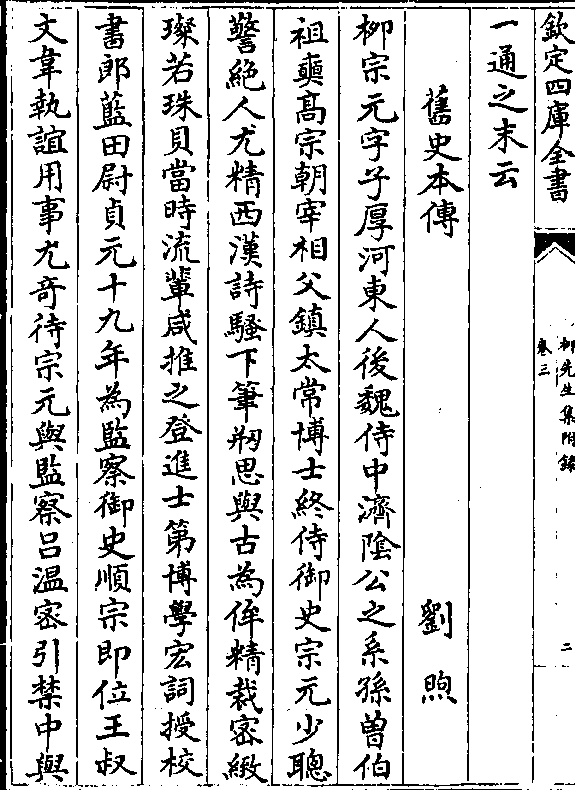 欽定四庫全書
柳先生集附錄
卷三
二
一通之末云
舊史本傳 劉煦
柳宗元字子厚河東人後魏侍中濟隂公之系孫曽伯
祖奭髙宗朝宰相父鎮太常博士終侍御史宗元少聰
警絶人尤精西漢詩騷下筆構思與古為侔精裁密緻
璨若珠貝當時流輩咸推之登進士第博學宏詞授校
書郎藍田尉貞元十九年為監察御史順宗即位王叔
文韋執誼用事尤竒待宗元與監察吕温密引禁中與